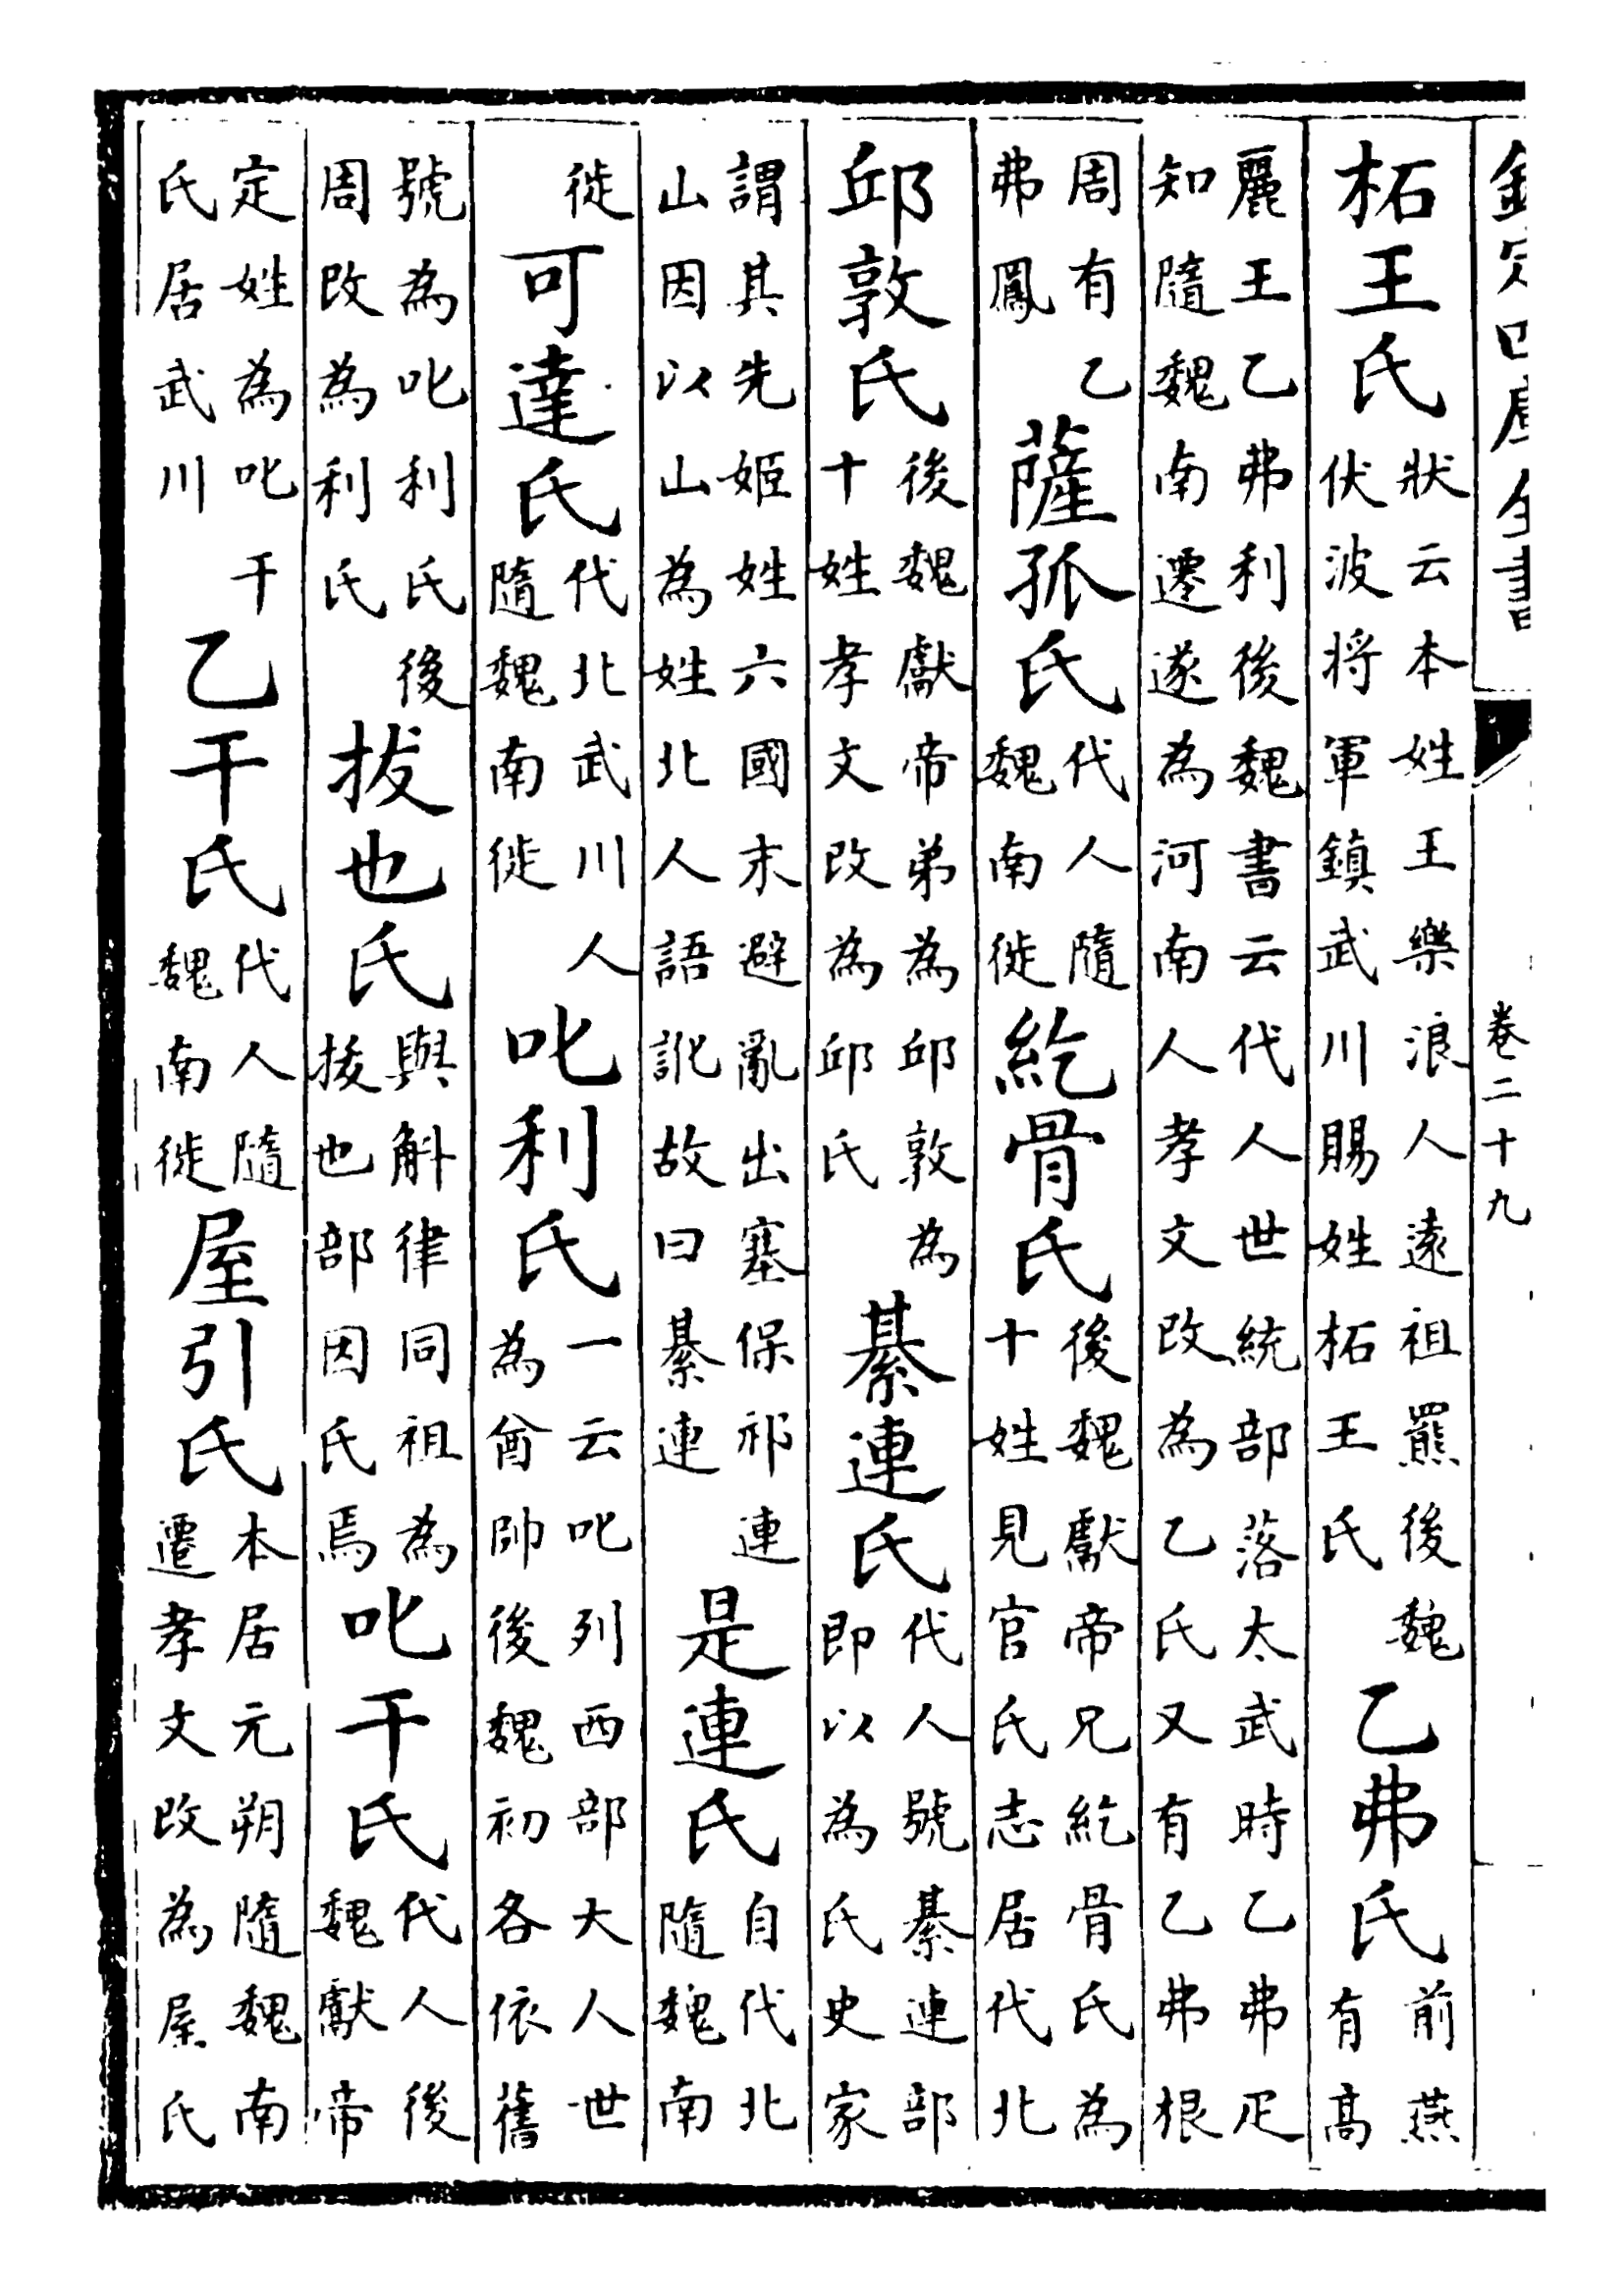 欽定四庫全書 卷二十九
柘王氏狀云本姓王樂浪人遠祖羆後魏伏波将軍鎮武川賜姓柘王氏 乙弗氏前燕有高
麗王乙弗利後魏書云代人世統部落太武時乙弗疋知隨魏南遷遂為河南人孝文改為乙氏又有乙弗根
周有乙弗鳳 薩孤氏代人隨魏南徙 紇骨氏後魏獻帝兄紇骨氏為十姓見官氏志居代北
邱敦氏後魏獻帝弟為邱敦為十姓孝文改為邱氏 綦連氏代人號綦連部即以為氏史家
謂其先姬姓六國末避亂出塞保祁連山因以山為姓北人語訛故曰綦連 是連氏自代北隨魏南
徙 可達氏代北武川人隨魏南徙 叱利氏一云叱列西部大人世為酋帥後魏初各依舊
號為叱利氏後周改為利氏 拔也氏與斛律同祖為拔也部因氏焉 叱干氏代人後魏獻帝
定姓為叱干氏居武川 乙干氏代人隨魏南徙 屋引氏本居元朔隨魏南遷孝文改為屋氏